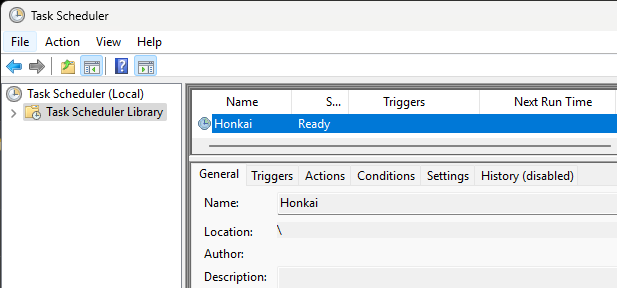 Task Scheduler
File Action View Help
Task Scheduler (Local)
Task Scheduler Library
Name S... Triggers Next Run Time
Honkai Ready
General Triggers Actions Conditions Settings History (disabled)
Name: Honkai
Location: \
Author:
Description: